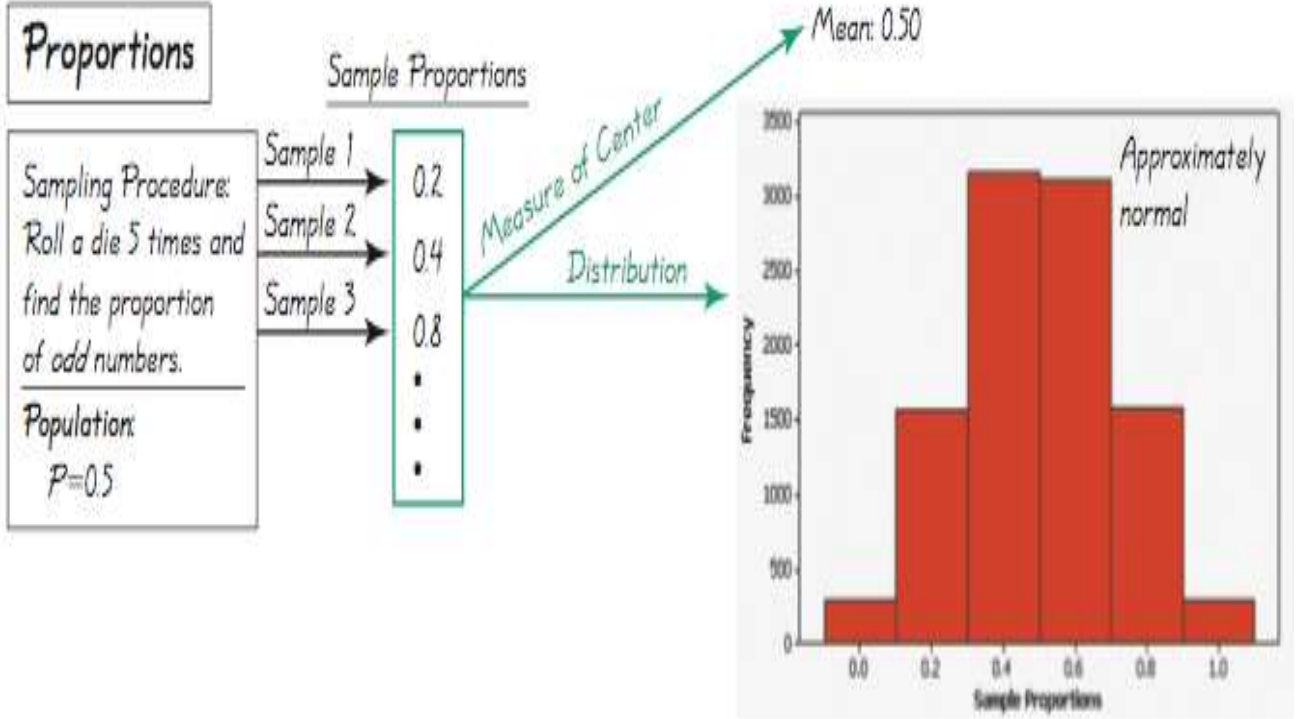 Proportions
Sample Proportions
Mean: 0.50
Sampling Procedure:
Roll a die 5 times and
find the proportion
of odd numbers.
Population:
P=0.5
Sample 1
Sample 2
Sample 3
0.2
0.4
0.8
Measure of Center
Distribution
Approximately
normal
Frequency
3500
3000
2500
2000
1500
1000
500
0
0.0 0.2 0.4 0.6 0.8 1.0
Sample Proportions